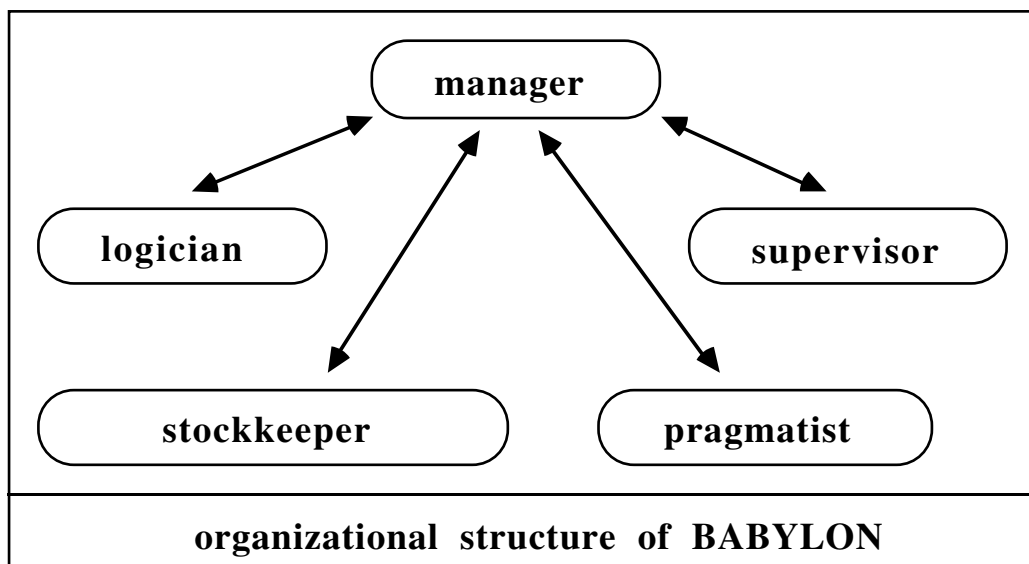 manager
logician
supervisor
stockkeeper
pragmatist
organizational structure of BABYLON